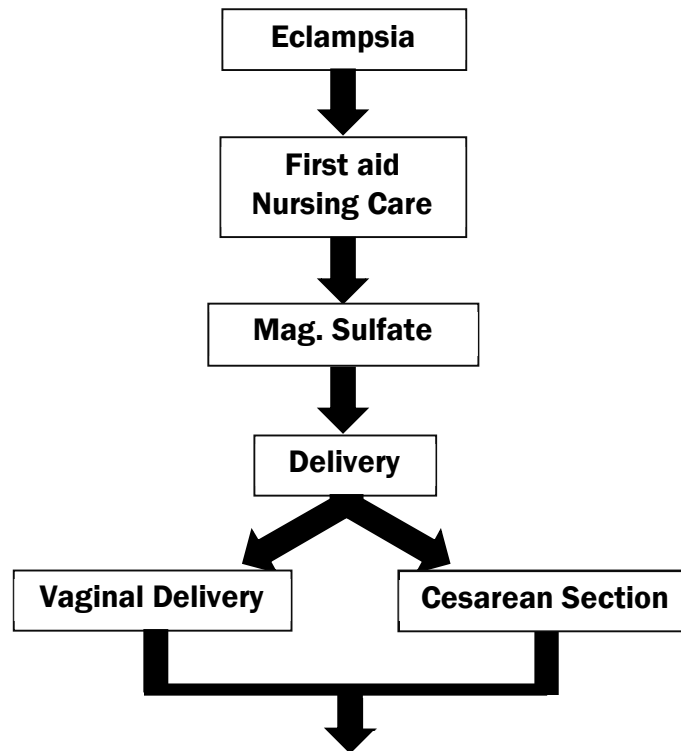 Eclampsia
First aid
Nursing Care
Mag. Sulfate
Delivery
Vaginal Delivery
Cesarean Section